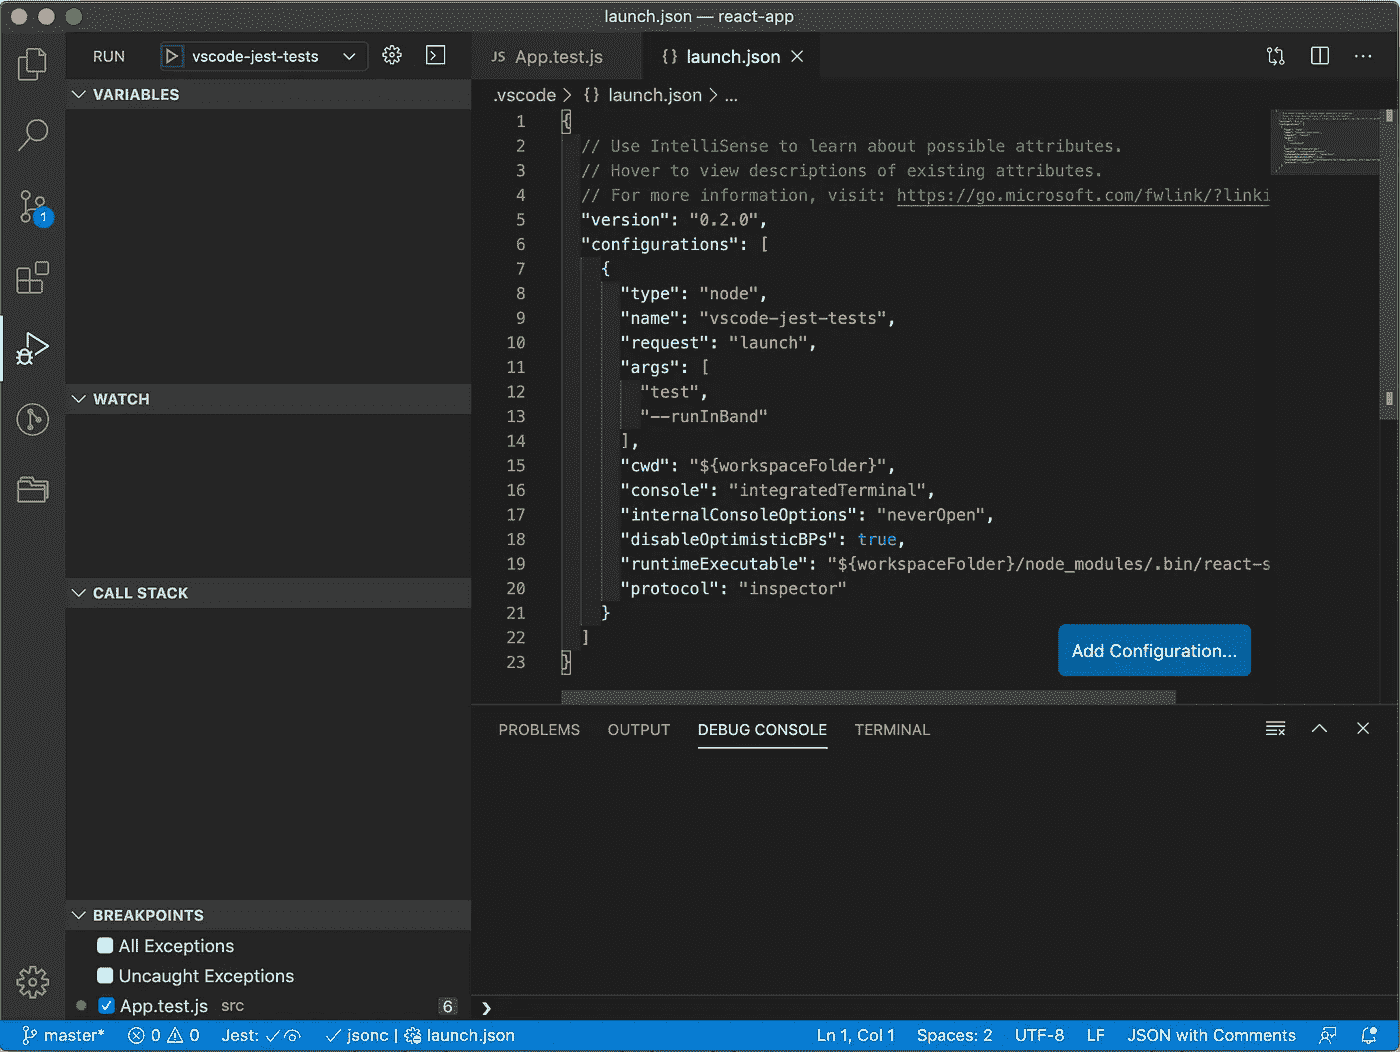 launch.json — react-app
RUN
vscode-jest-tests
JS App.test.js
{} launch.json
VARIABLES
.vscode > {} launch.json > ...
1 {
2 // Use IntelliSense to learn about possible attributes.
3 // Hover to view descriptions of existing attributes.
4 // For more information, visit: https://go.microsoft.com/fwlink/?linki
5 "version": "0.2.0",
6 "configurations": [
7 {
8 "type": "node",
9 "name": "vscode-jest-tests",
10 "request": "launch",
11 "args": [
12 "test",
13 "--runInBand"
14 ],
15 "cwd": "${workspaceFolder}",
16 "console": "integratedTerminal",
17 "internalConsoleOptions": "neverOpen",
18 "disableOptimisticBPs": true,
19 "runtimeExecutable": "${workspaceFolder}/node_modules/.bin/react-s
20 "protocol": "inspector"
21 }
22 ]
23 }
Add Configuration...
1
WATCH
CALL STACK
PROBLEMS OUTPUT DEBUG CONSOLE TERMINAL
BREAKPOINTS
All Exceptions
Uncaught Exceptions
App.test.js src 6
master* 0 0 Jest: jsonc | launch.json Ln 1, Col 1 Spaces: 2 UTF-8 LF JSON with Comments